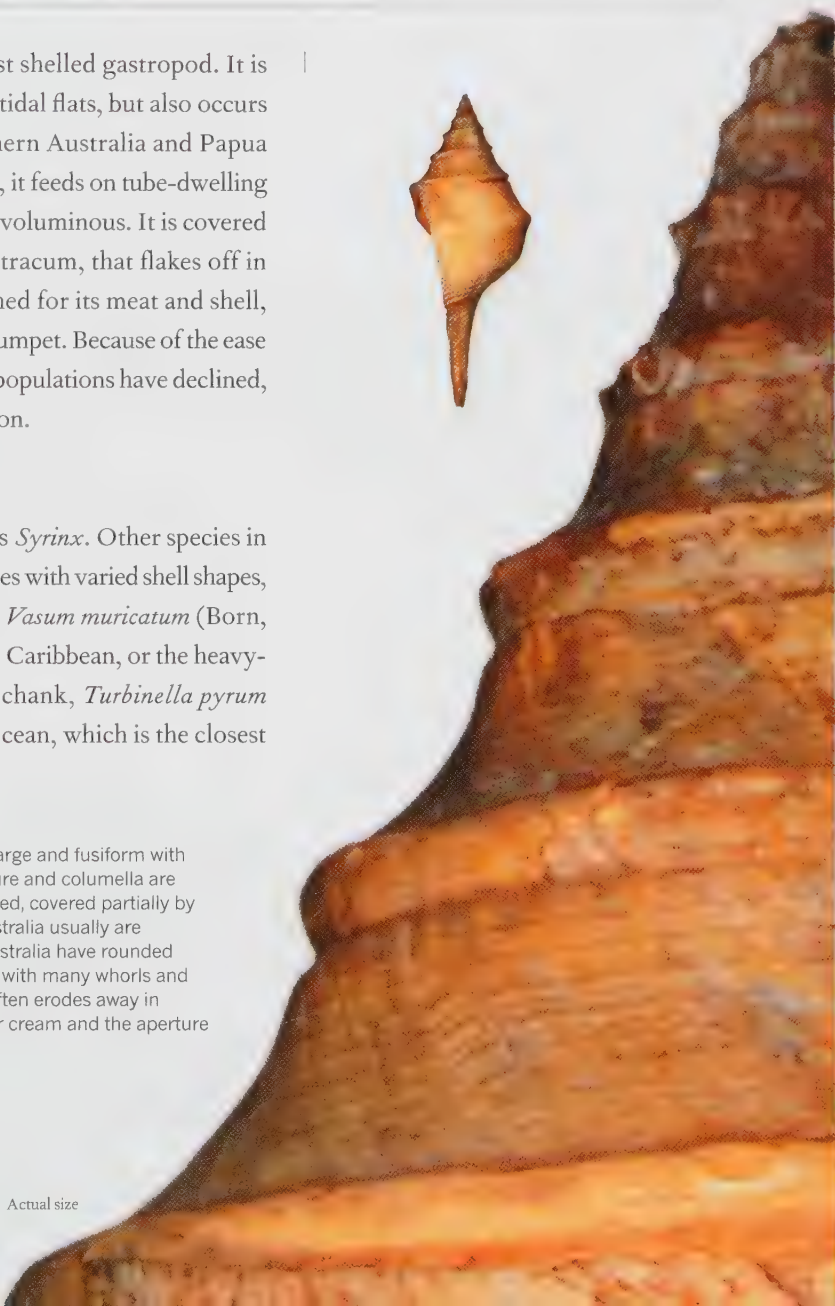 st shelled gastropod. It is
tidal flats, but also occurs
ern Australia and Papua
, it feeds on tube-dwelling
voluminous. It is covered
tracum, that flakes off in
ed for its meat and shell,
umpet. Because of the ease
populations have declined,
on.
s Syrinx. Other species in
es with varied shell shapes,
Vasum muricatum (Born,
Caribbean, or the heavy-
chank, Turbinella pyrum
cean, which is the closest
arge and fusiform with
re and columella are
ed, covered partially by
stralia usually are
stralia have rounded
with many whorls and
ften erodes away in
r cream and the aperture
Actual size